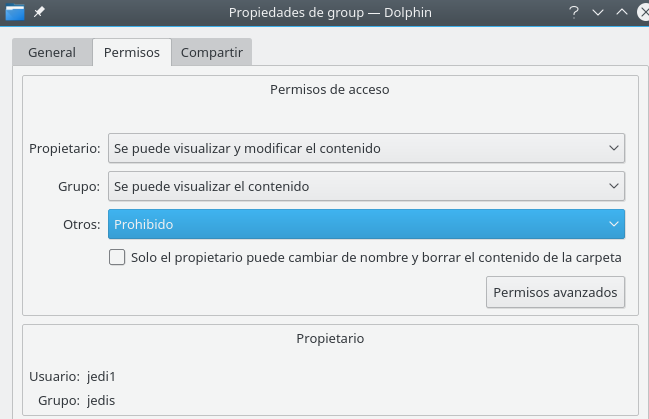 Propiedades de group — Dolphin
General Permisos Compartir
Permisos de acceso
Propietario: Se puede visualizar y modificar el contenido
Grupo: Se puede visualizar el contenido
Otros: Prohibido
Solo el propietario puede cambiar de nombre y borrar el contenido de la carpeta
Permisos avanzados
Propietario
Usuario: jedi1
Grupo: jedis